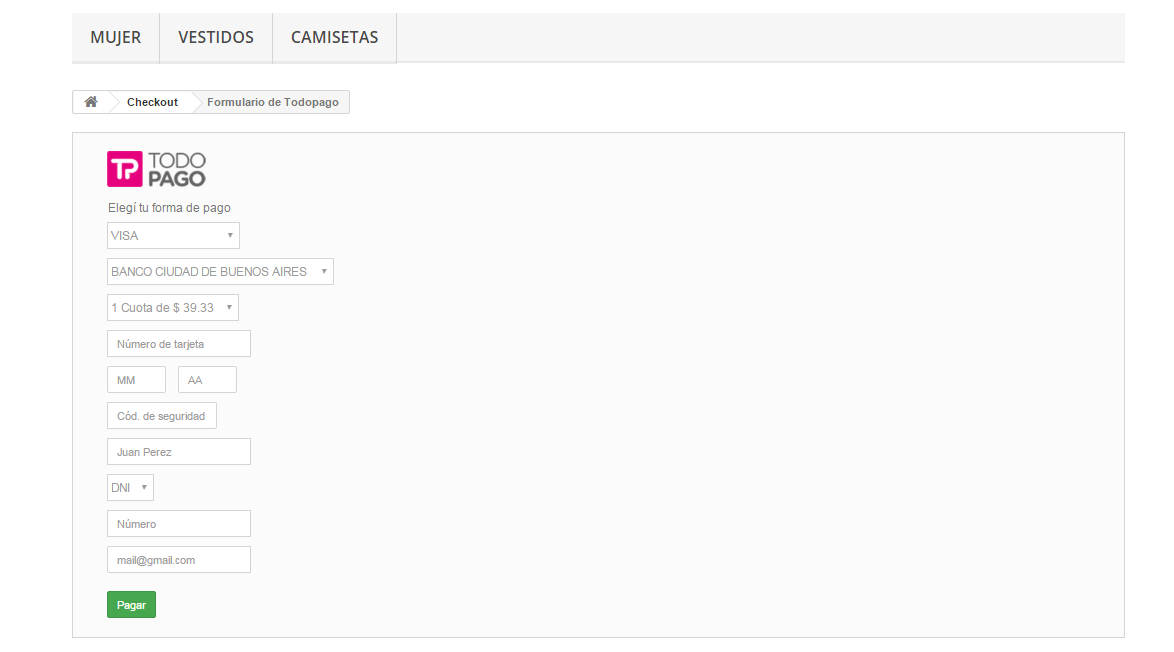 MUJER VESTIDOS CAMISETAS
Checkout Formulario de Todopago
TP TODO
PAGO
Elegí tu forma de pago
VISA
BANCO CIUDAD DE BUENOS AIRES
1 Cuota de $ 39.33
Número de tarjeta
MM AA
Cód. de seguridad
Juan Perez
DNI
Número
mail@gmail.com
Pagar